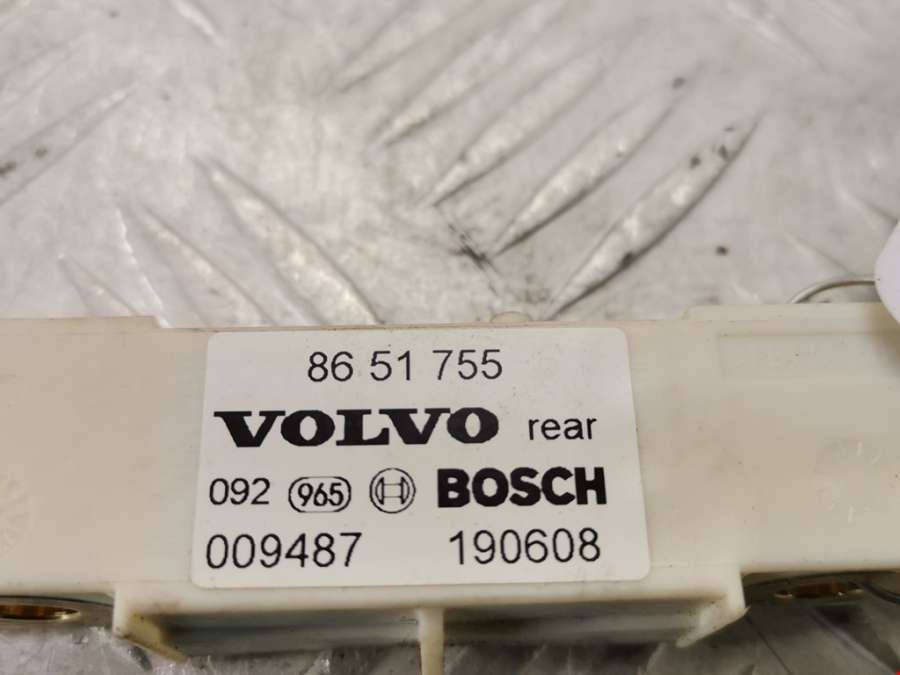 86 51 755
VOLVO rear
092 965 BOSCH
009487 190608